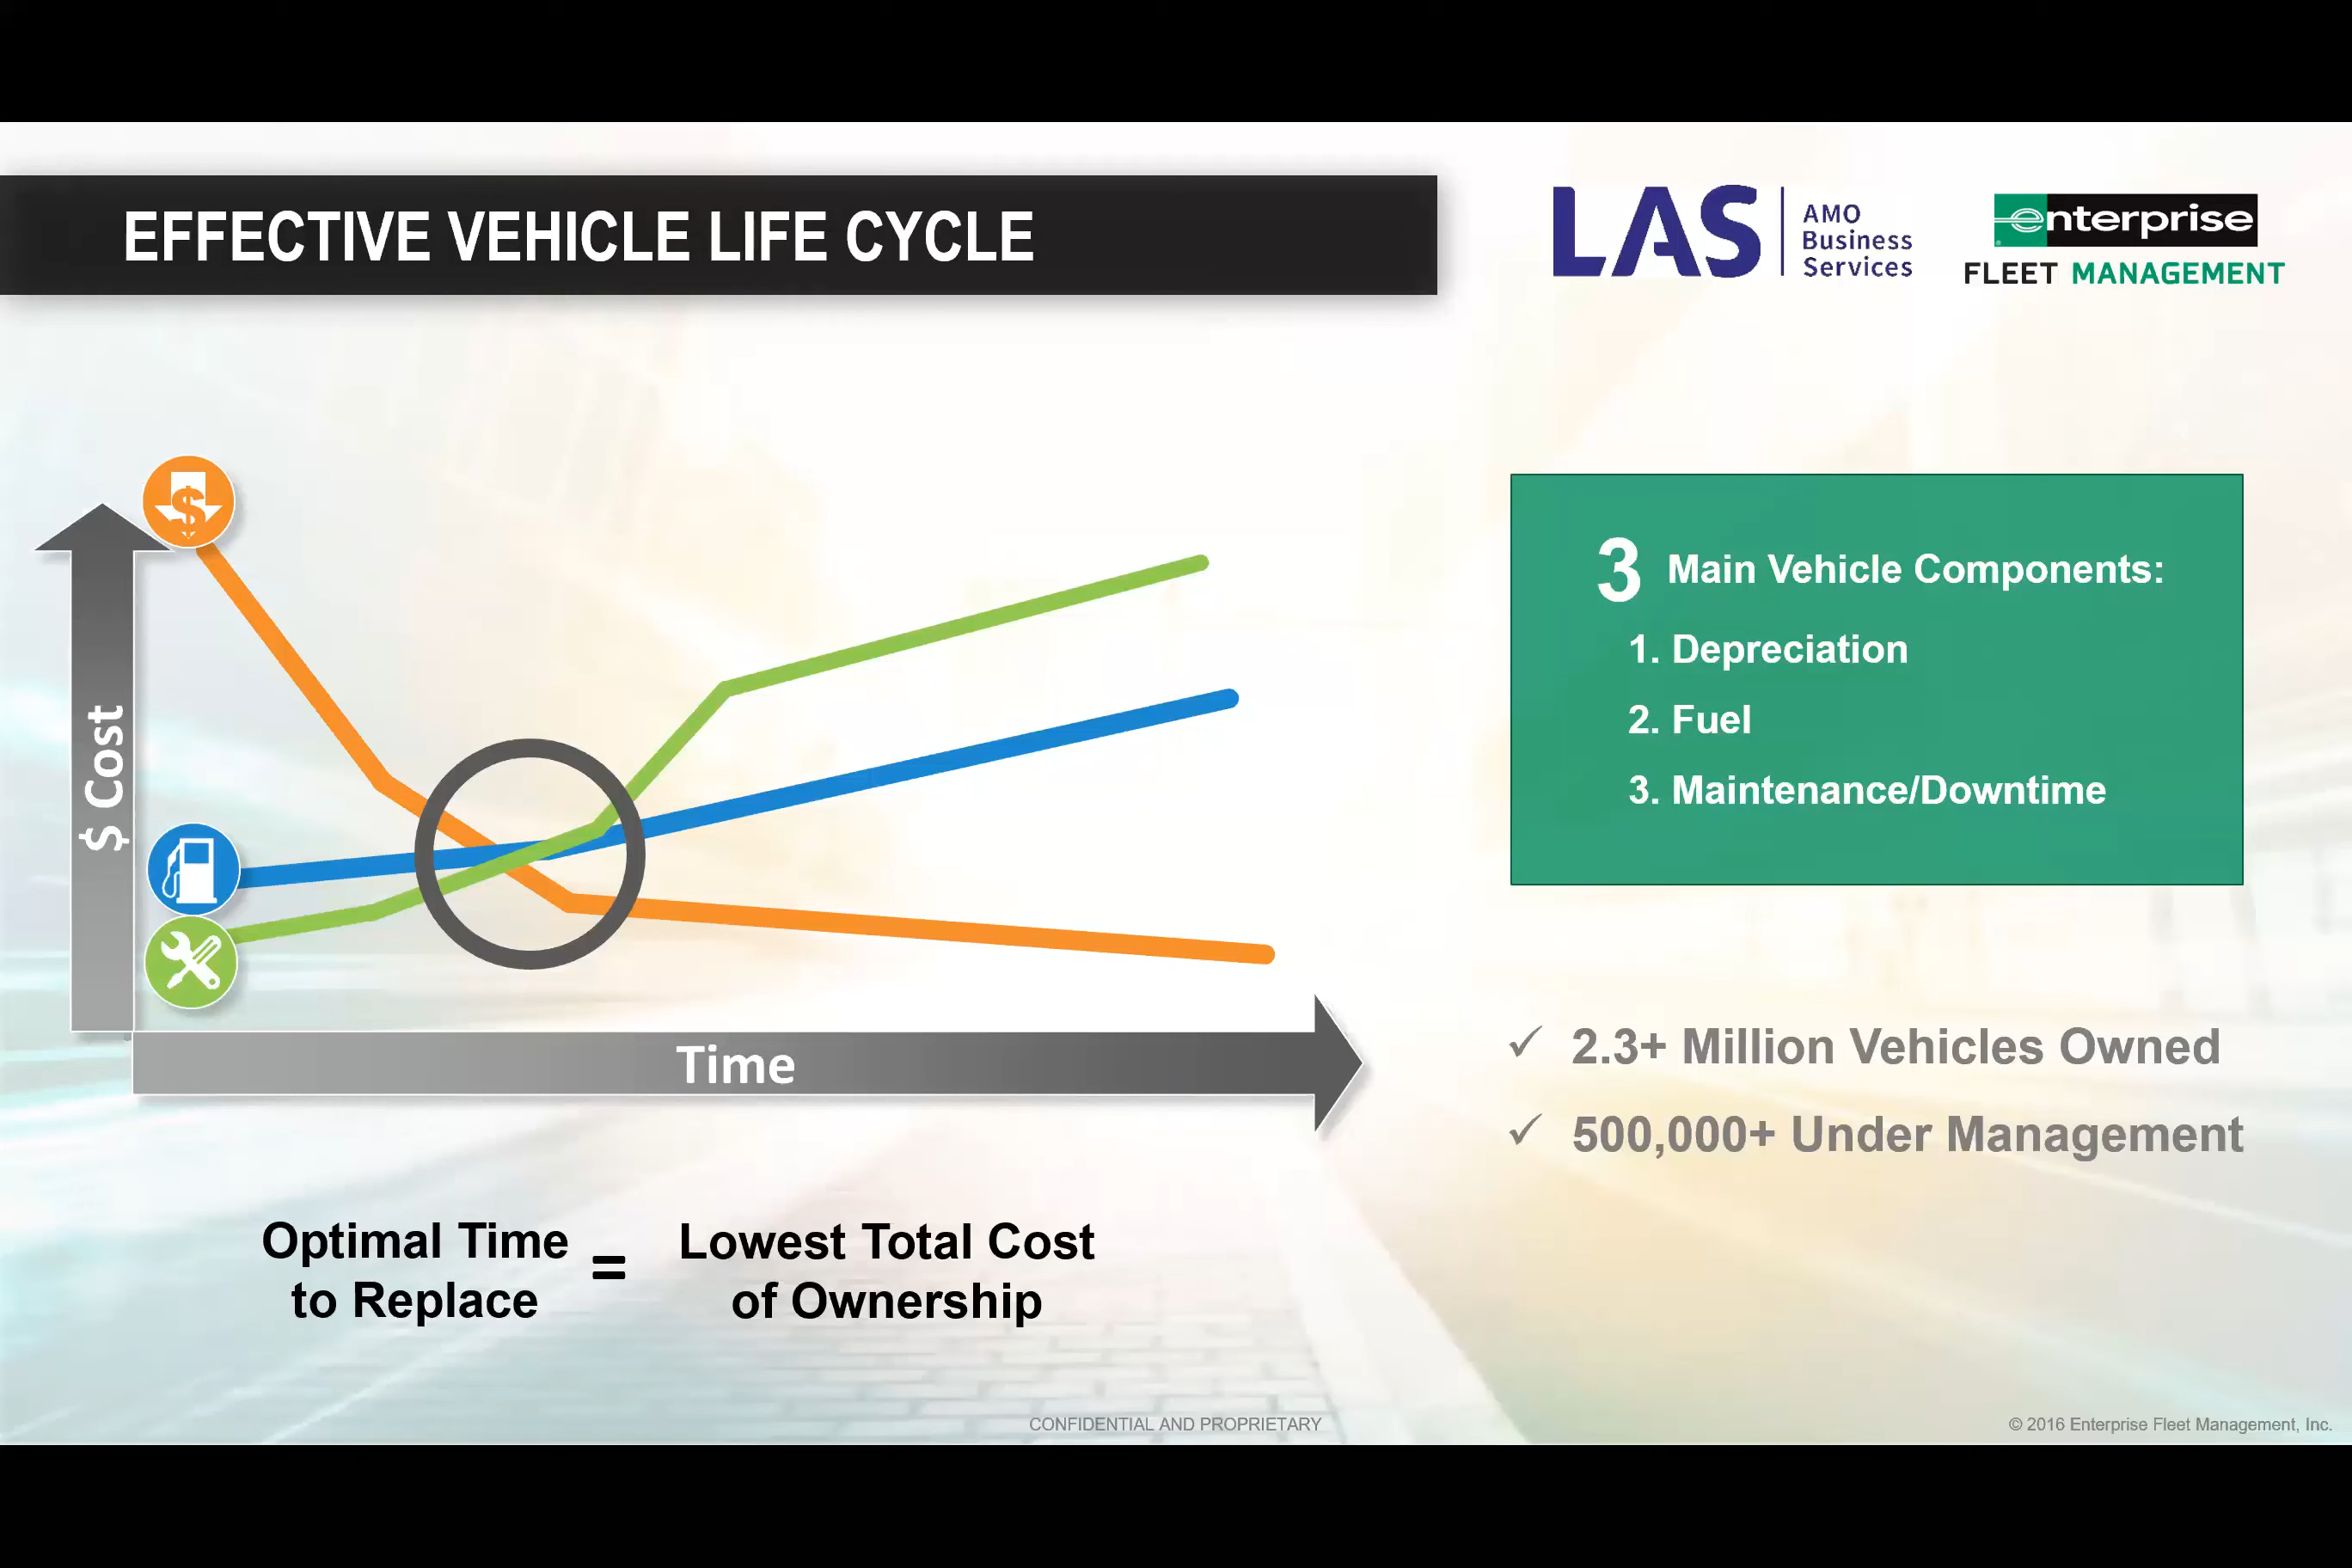 EFFECTIVE VEHICLE LIFE CYCLE
LAS
AMO
Business
Services
enterprise
FLEET MANAGEMENT
$
$ Cost
Time
3 Main Vehicle Components:
1. Depreciation
2. Fuel
3. Maintenance/Downtime
✓ 2.3+ Million Vehicles Owned
✓ 500,000+ Under Management
Optimal Time
to Replace
=
Lowest Total Cost
of Ownership
CONFIDENTIAL AND PROPRIETARY
© 2016 Enterprise Fleet Management, Inc.